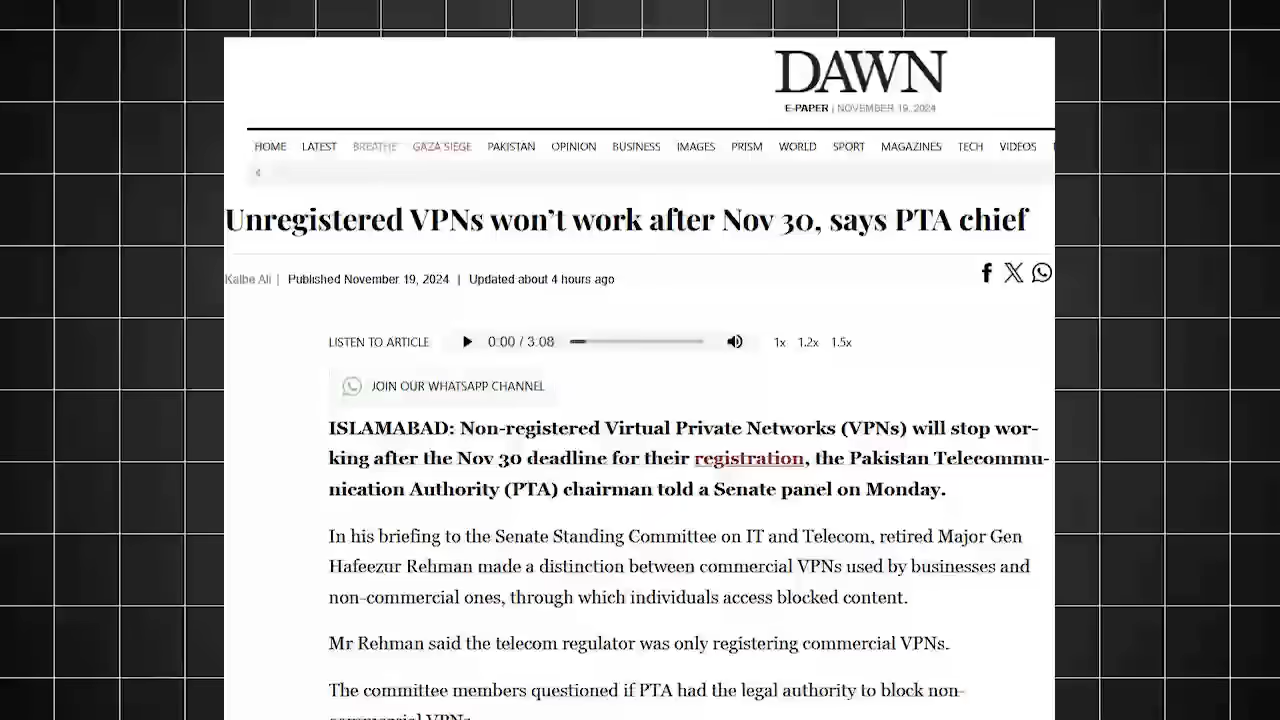 DAWN
E-PAPER | NOVEMBER 19, 2024
HOME LATEST BREATHE GAZA SIEGE PAKISTAN OPINION BUSINESS IMAGES PRISM WORLD SPORT MAGAZINES TECH VIDEOS
Unregistered VPNs won’t work after Nov 30, says PTA chief
Kalbe Ali | Published November 19, 2024 | Updated about 4 hours ago
LISTEN TO ARTICLE 0:00 / 3:08 1x 1.2x 1.5x
JOIN OUR WHATSAPP CHANNEL
ISLAMABAD: Non-registered Virtual Private Networks (VPNs) will stop wor-
king after the Nov 30 deadline for their registration, the Pakistan Telecommu-
nication Authority (PTA) chairman told a Senate panel on Monday.
In his briefing to the Senate Standing Committee on IT and Telecom, retired Major Gen
Hafeezur Rehman made a distinction between commercial VPNs used by businesses and
non-commercial ones, through which individuals access blocked content.
Mr Rehman said the telecom regulator was only registering commercial VPNs.
The committee members questioned if PTA had the legal authority to block non-
commercial VPNs.